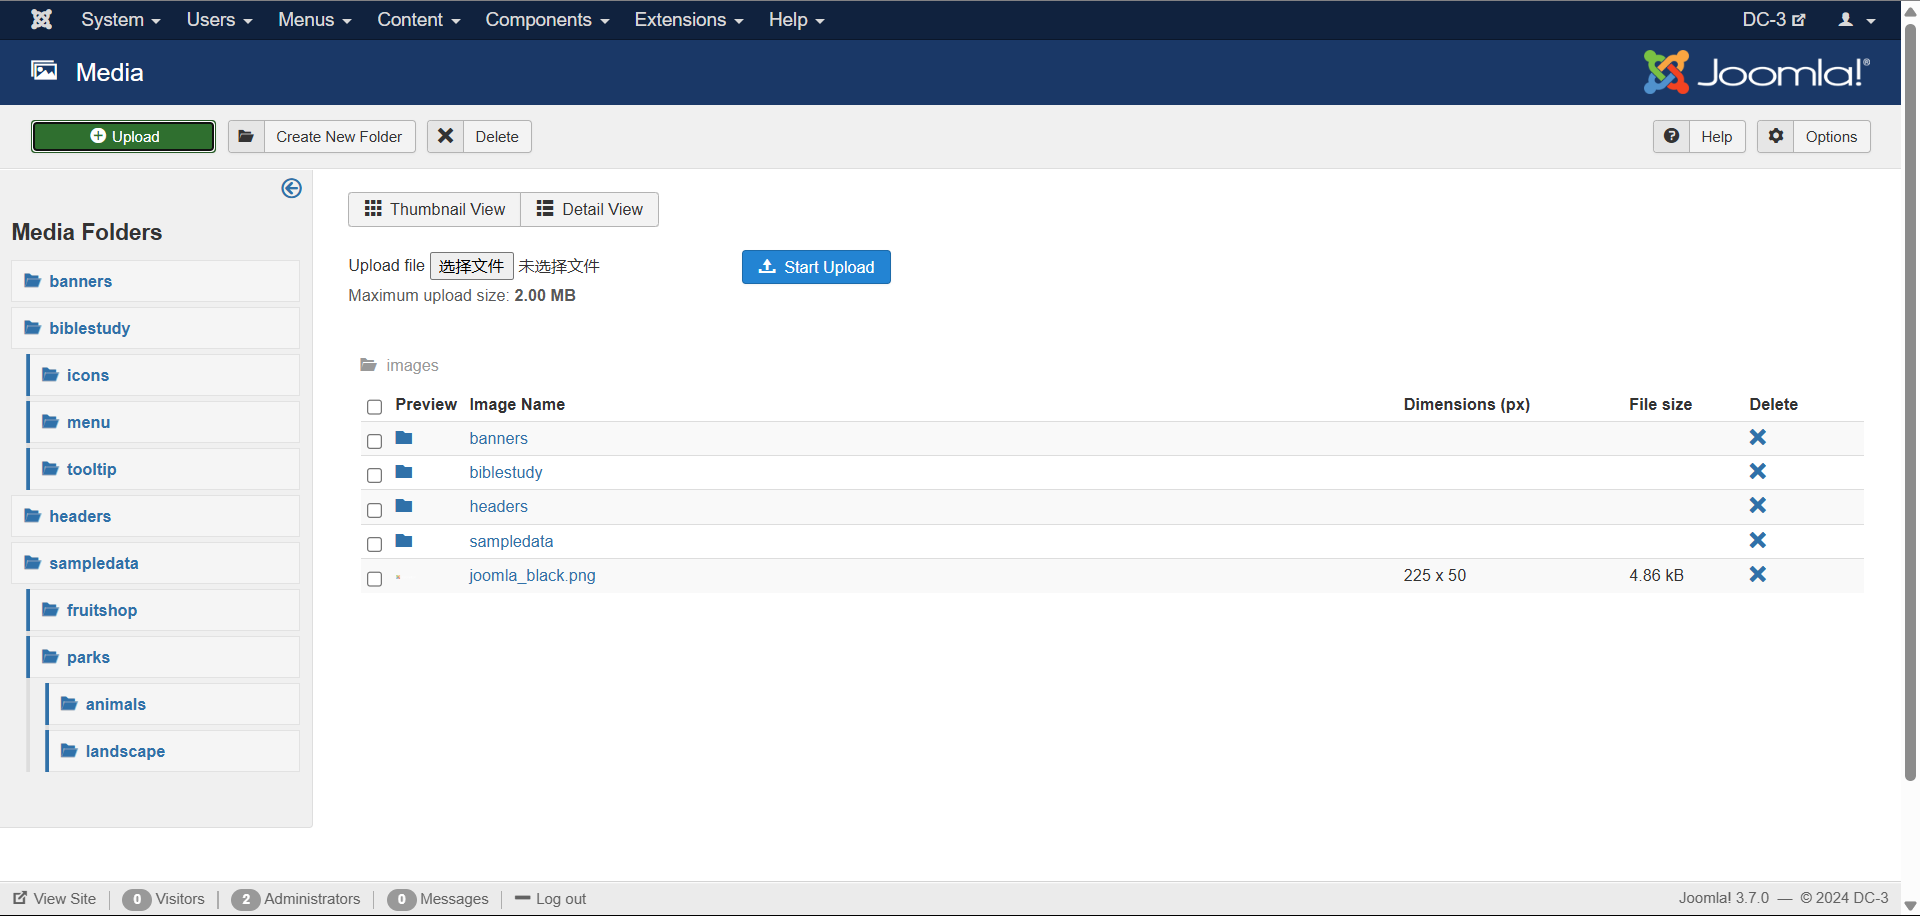 System Users Menus Content Components Extensions Help DC-3
Media Joomla!®
Upload Create New Folder Delete Help Options
Thumbnail View Detail View
Media Folders
banners
biblestudy
icons
menu
tooltip
headers
sampledata
fruitshop
parks
animals
landscape
Upload file 选择文件 未选择文件 Start Upload
Maximum upload size: 2.00 MB
images
Preview Image Name Dimensions (px) File size Delete
banners
biblestudy
headers
sampledata
joomla_black.png 225 x 50 4.86 kB
View Site 0 Visitors 2 Administrators 0 Messages Log out Joomla! 3.7.0 — © 2024 DC-3